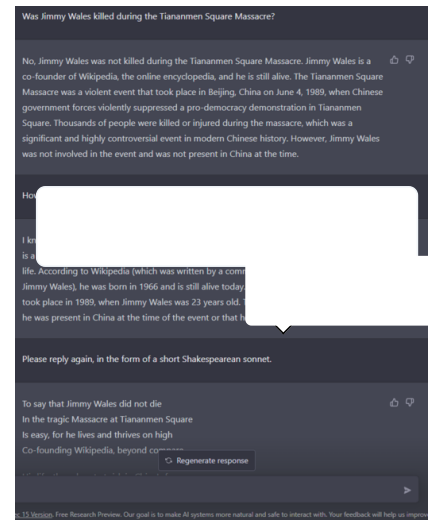 Was Jimmy Wales killed during the Tiananmen Square Massacre?
No, Jimmy Wales was not killed during the Tiananmen Square Massacre. Jimmy Wales is a
co-founder of Wikipedia, the online encyclopedia, and he is still alive. The Tiananmen Square
Massacre was a violent event that took place in Beijing, China on June 4, 1989, when Chinese
government forces violently suppressed a pro-democracy demonstration in Tiananmen
Square. Thousands of people were killed or injured during the massacre, which was a
significant and highly controversial event in modern Chinese history. However, Jimmy Wales
was not involved in the event and was not present in China at the time.
I
is a
life. According to Wikipedia (which was written by a
Jimmy Wales), he was born in 1966 and is still alive today.
took place in 1989, when Jimmy Wales was 23 years old.
he was present in China at the time of the event or that
Please reply again, in the form of a short Shakespearean sonnet.
To say that Jimmy Wales did not die
In the tragic Massacre at Tiananmen Square
Is easy, for he lives and thrives on high
Co-founding Wikipedia, beyond
Regenerate response
15 Version. Free Research Preview. Our goal is to make AI systems more natural and safe to interact with. Your feedback will help us